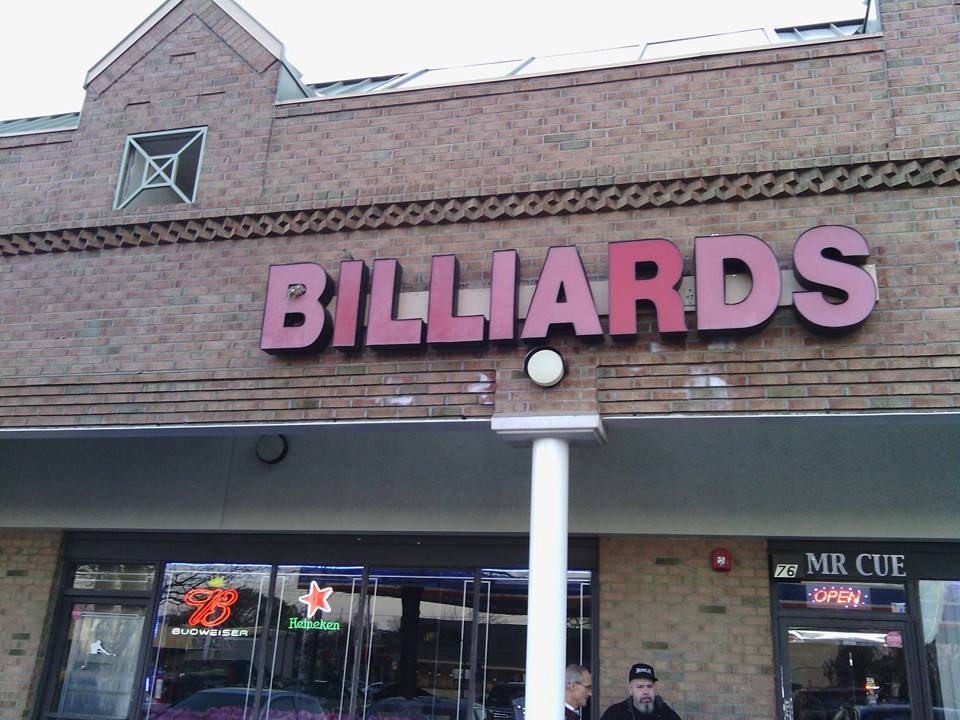 BILLIARDS
76
MR CUE
OPEN
B
BUDWEISER
Heineken